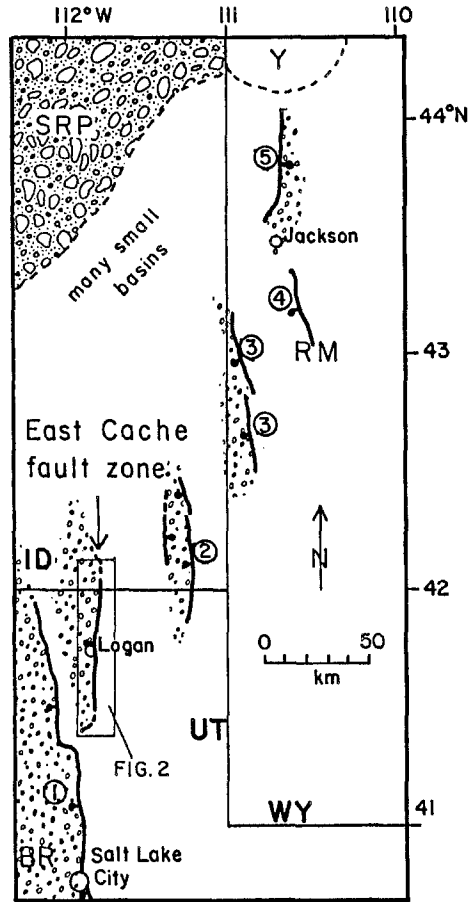 112°W 111 110
Y
44°N
SRP
5
Jackson
many small
basins
4
3
RM
43
3
East Cache
fault zone
2
N
ID
42
Logan
0 50
km
UT
FIG. 2
1
WY
41
BR
Salt Lake
City